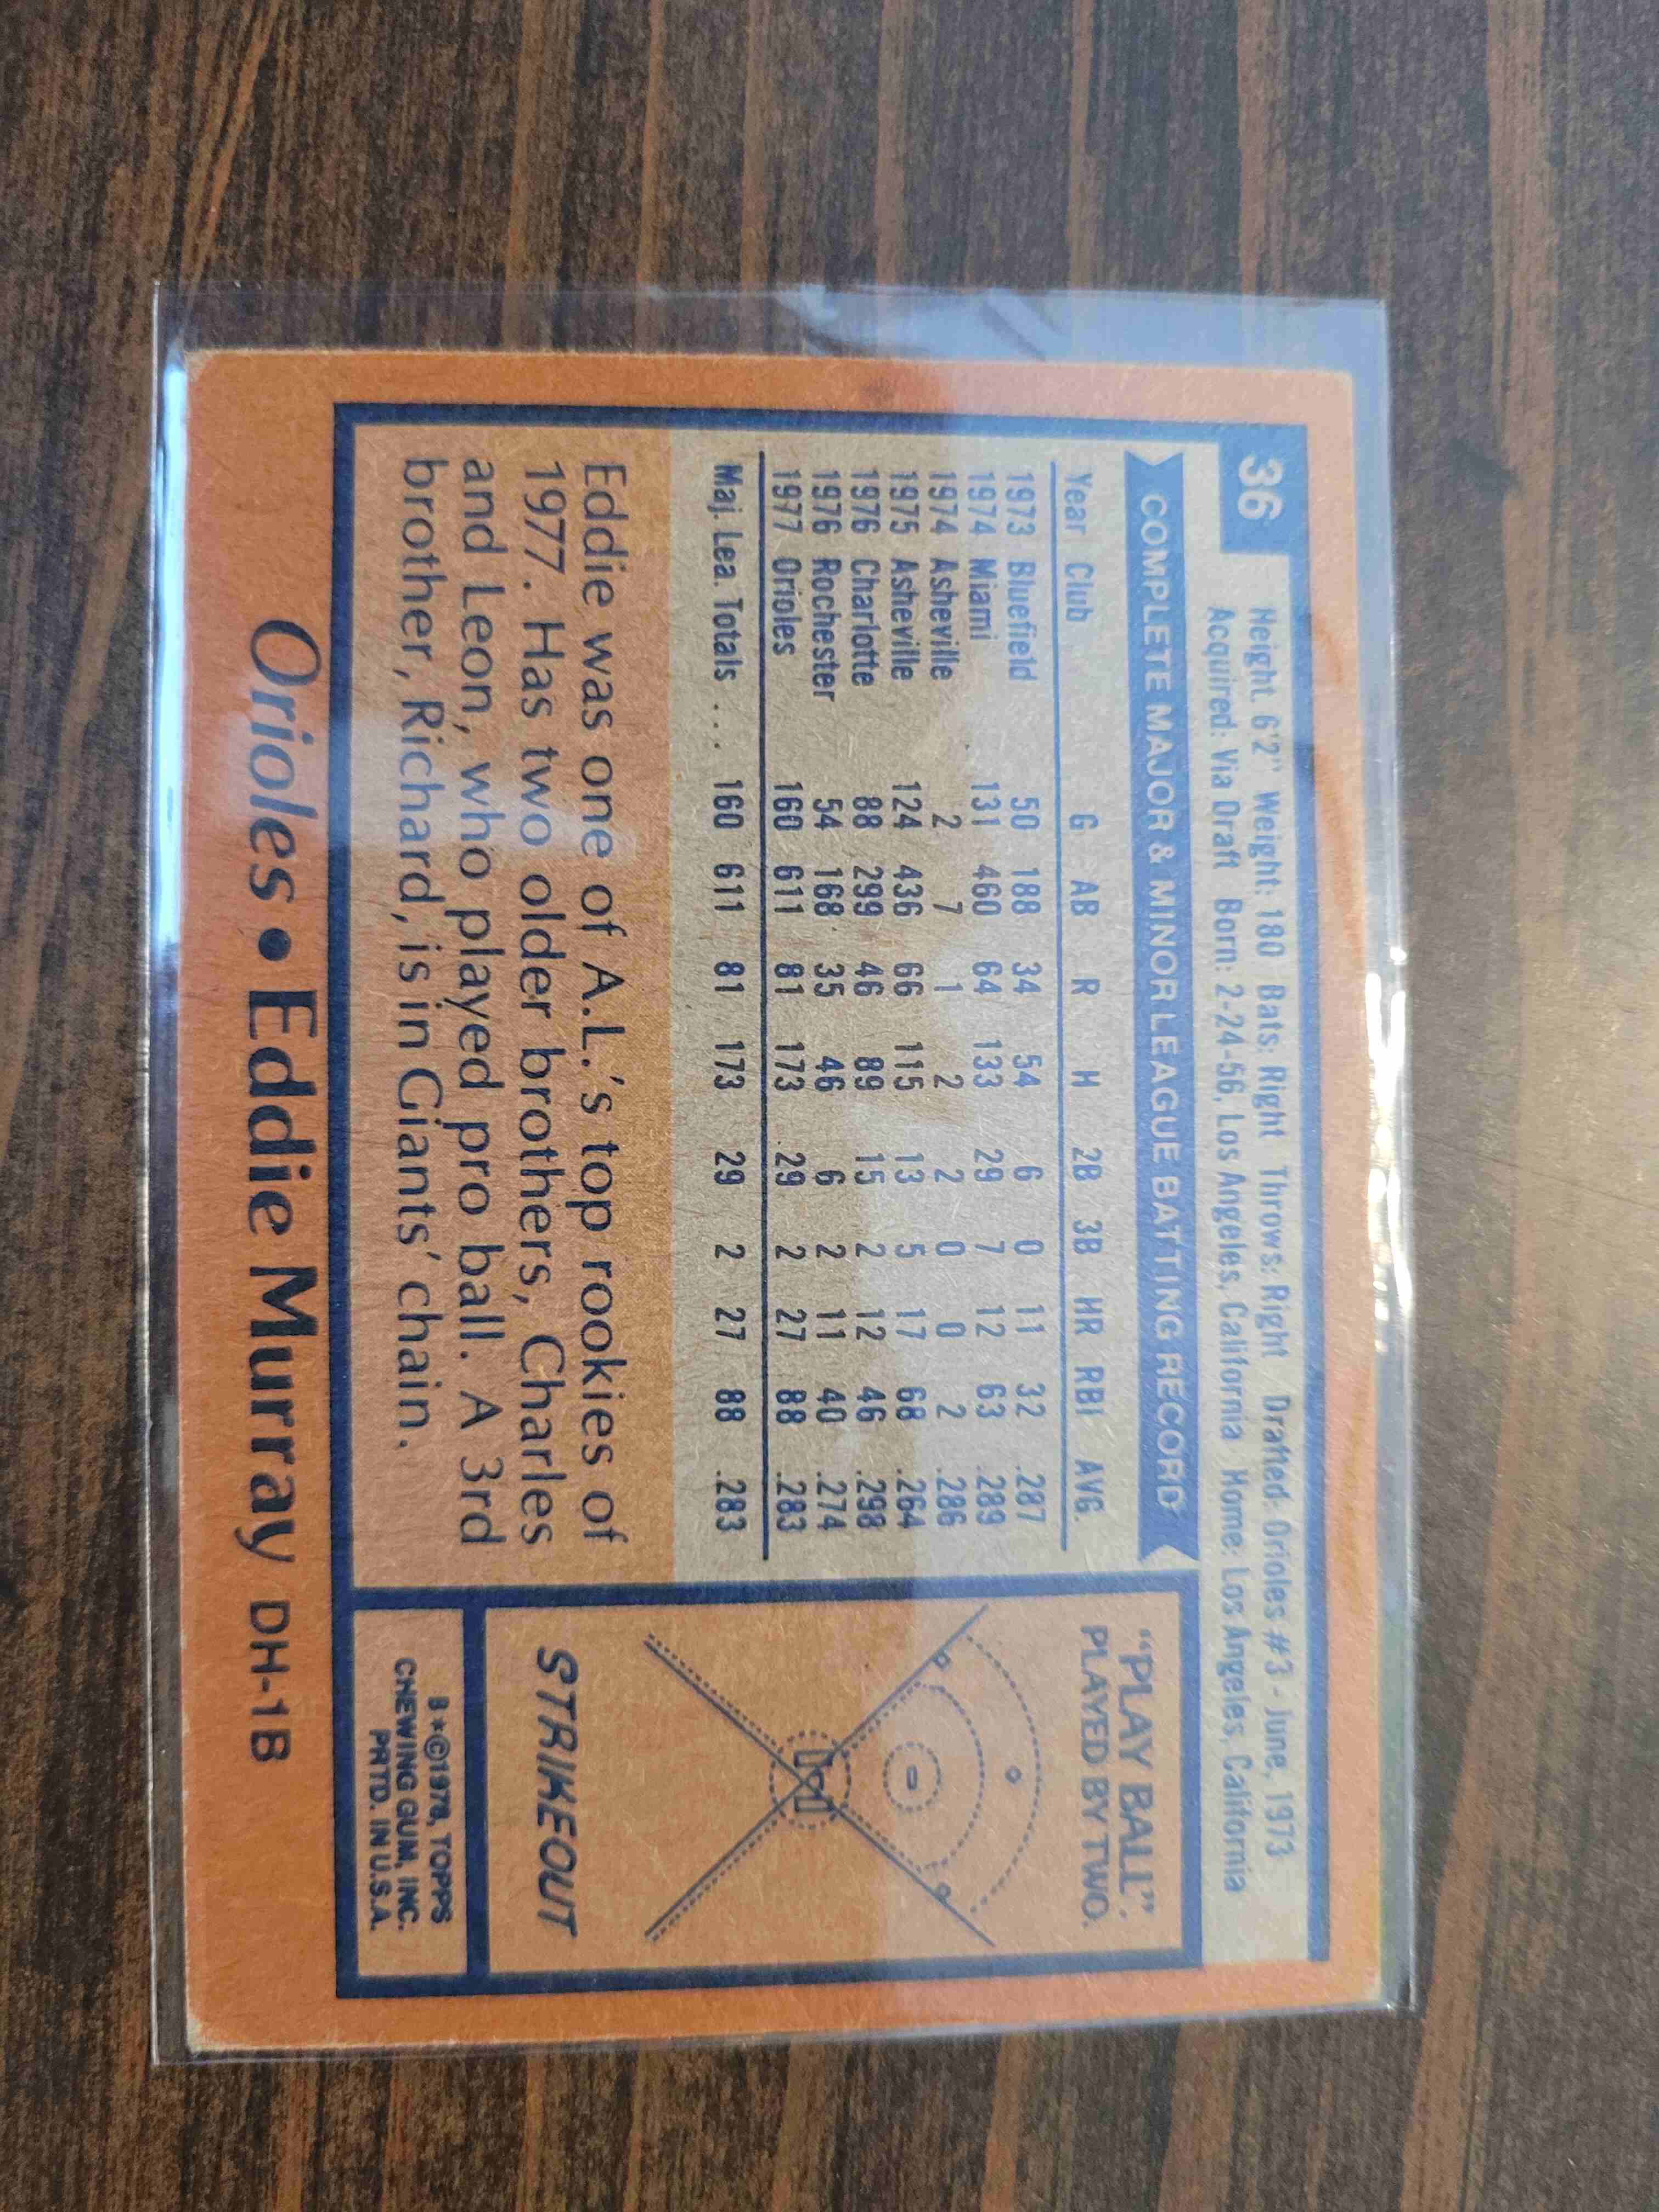 36
Height: 6'2" Weight: 180 Bats: Right Throws: Right Drafted: Orioles #3 - June, 1973
Acquired: Via Draft Born: 2-24-56, Los Angeles, California Home: Los Angeles, California
COMPLETE MAJOR & MINOR LEAGUE BATTING RECORD
Year Club G AB R H 2B 3B HR RBI AVG.
1973 Bluefield 50 188 34 54 6 0 11 32 .287
1974 Miami 131 460 64 133 29 7 12 63 .289
1974 Asheville 2 7 1 2 2 0 0 2 .286
1975 Asheville 124 436 66 115 13 5 17 68 .264
1976 Charlotte 88 299 46 89 15 2 12 46 .298
1976 Rochester 54 168 35 46 6 2 11 40 .274
1977 Orioles 160 611 81 173 29 2 27 88 .283
Maj. Lea. Totals ... 160 611 81 173 29 2 27 88 .283
Eddie was one of A.L.'s top rookies of
1977. Has two older brothers, Charles
and Leon, who played pro ball. A 3rd
brother, Richard, is in Giants' chain.
"PLAY BALL":
PLAYED BY TWO.
STRIKEOUT
B*©1978, TOPPS
CHEWING GUM, INC.
PRTD. IN U.S.A.
Orioles • Eddie Murray DH-1B